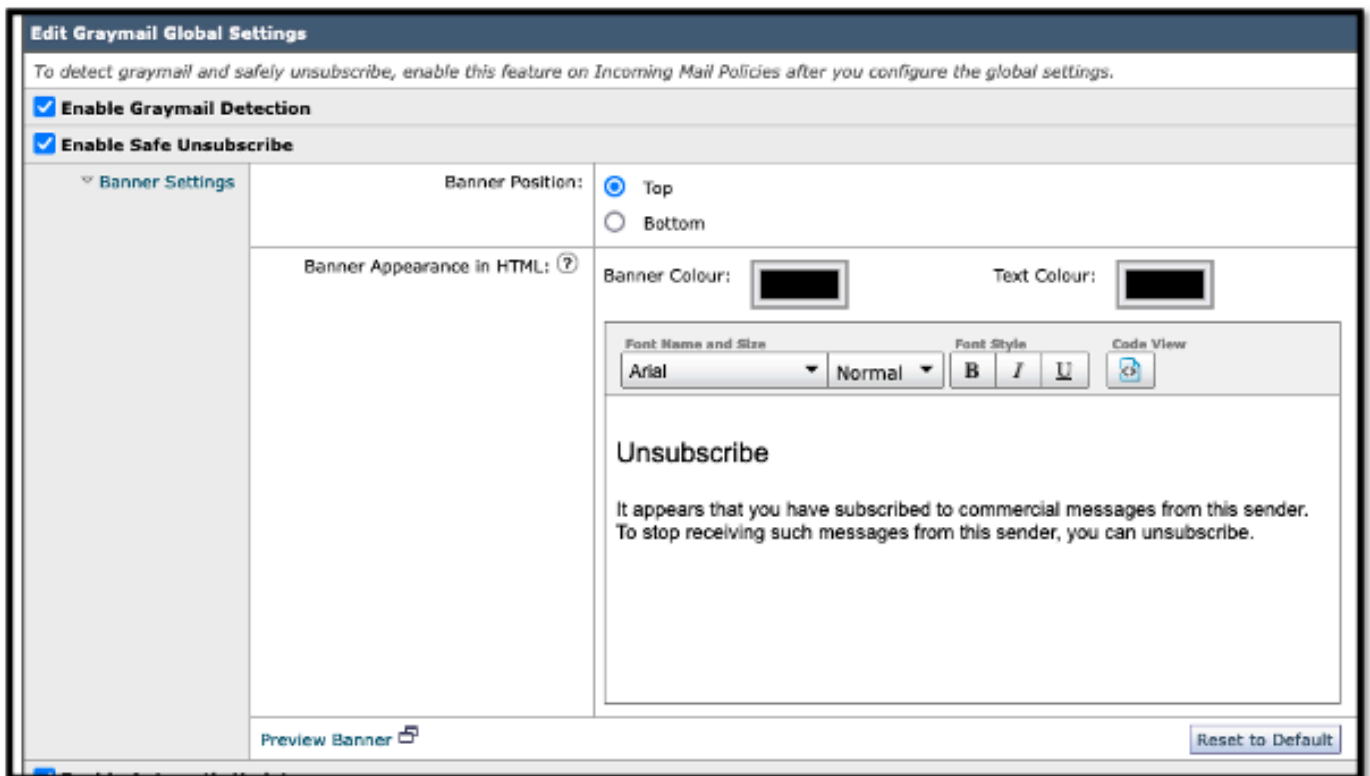 Edit Graymail Global Settings
To detect graymail and safely unsubscribe, enable this feature on Incoming Mail Policies after you configure the global settings.
Enable Graymail Detection
Enable Safe Unsubscribe
Banner Settings
Banner Position:
Top
Bottom
Banner Appearance in HTML: ?
Banner Colour:
Text Colour:
Font Name and Size
Font Style
Code View
Arial
Normal
B
I
U
Unsubscribe
It appears that you have subscribed to commercial messages from this sender.
To stop receiving such messages from this sender, you can unsubscribe.
Preview Banner
Reset to Default